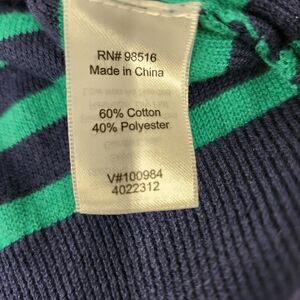 RN# 98516
Made in China
60% Cotton
40% Polyester
V#100984
4022312